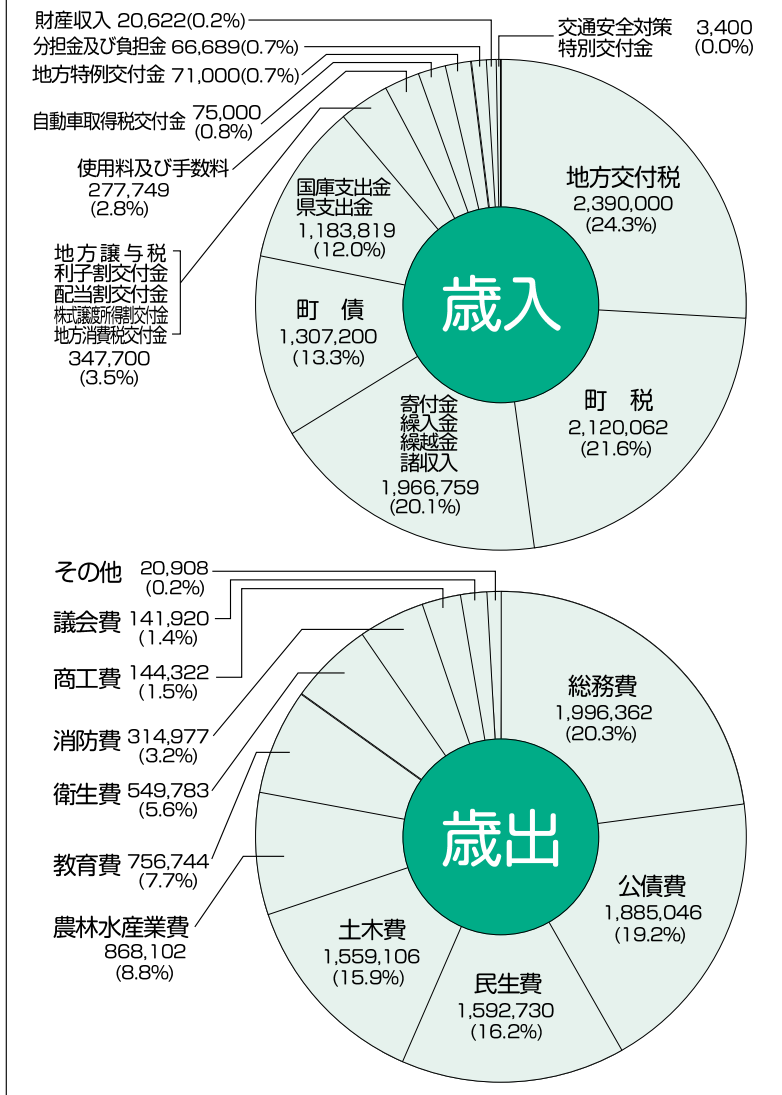 財産収入 20,622(0.2%)
分担金及び負担金 66,689(0.7%)
地方特例交付金 71,000(0.7%)
自動車取得税交付金 75,000
(0.8%)
使用料及び手数料
277,749
(2.8%)
地方譲与税
利子割交付金
配当割交付金
株式譲渡所得割交付金
地方消費税交付金
347,700
(3.5%)
交通安全対策 3,400
特別交付金 (0.0%)
地方交付税
2,390,000
(24.3%)
国庫支出金
県支出金
1,183,819
(12.0%)
歳入
町 債
1,307,200
(13.3%)
町 税
2,120,062
(21.6%)
寄付金
繰入金
繰越金
諸収入
1,966,759
(20.1%)
その他 20,908
(0.2%)
議会費 141,920
(1.4%)
商工費 144,322
(1.5%)
消防費 314,977
(3.2%)
衛生費 549,783
(5.6%)
教育費 756,744
(7.7%)
農林水産業費
868,102
(8.8%)
総務費
1,996,362
(20.3%)
歳出
公債費
1,885,046
(19.2%)
土木費
1,559,106
(15.9%)
民生費
1,592,730
(16.2%)